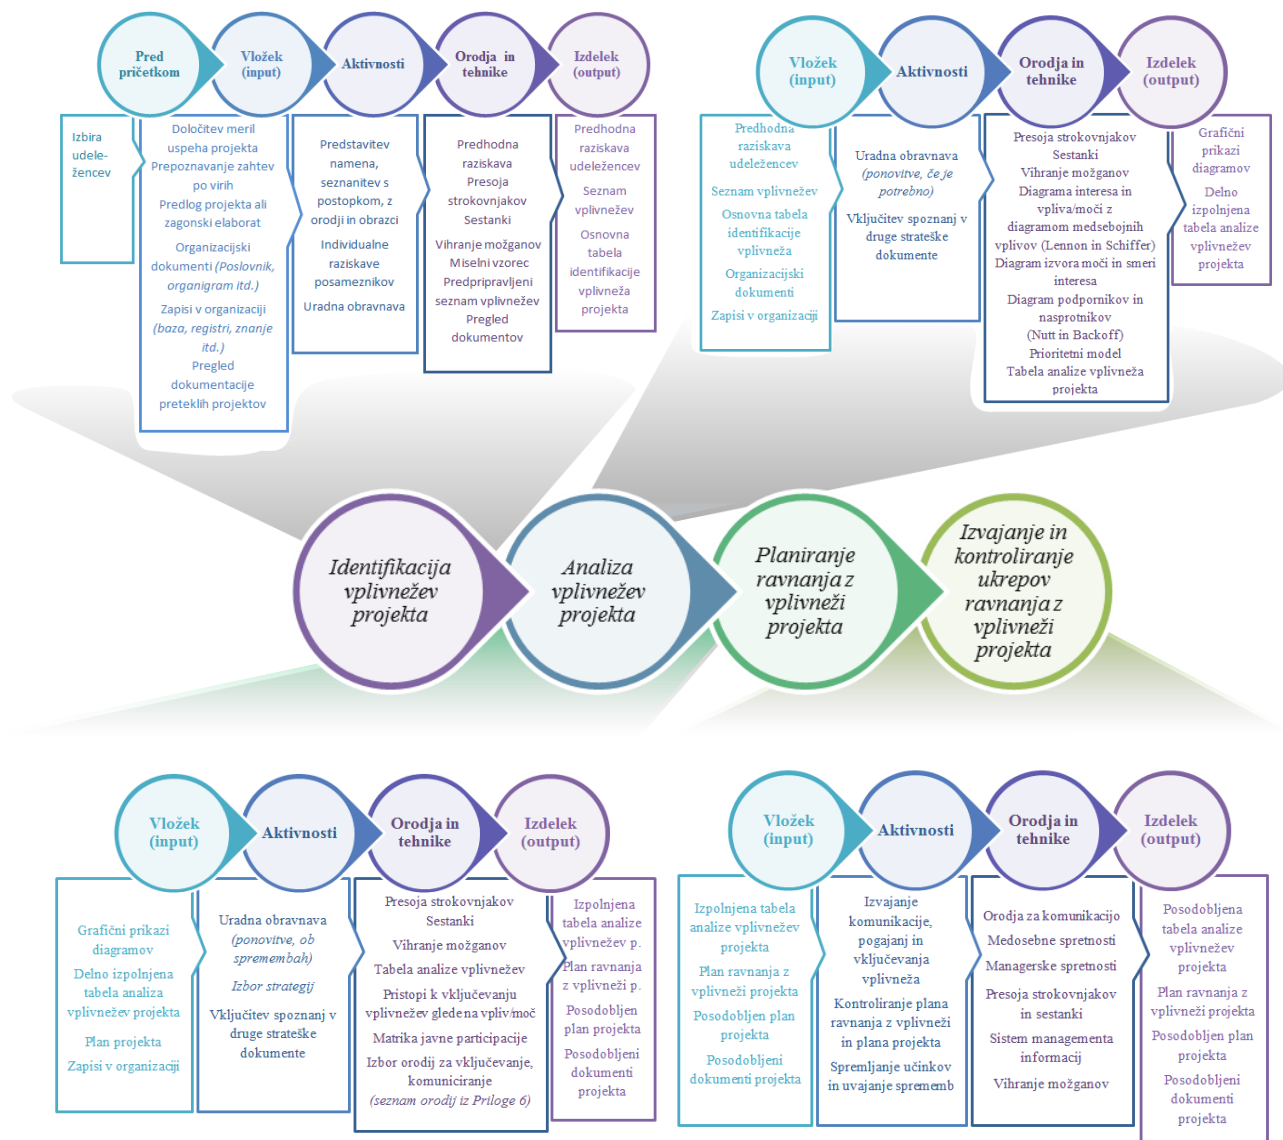 Pred
pričetkom
Vložek
(input)
Aktivnosti
Orodja in
tehnike
Izdelek
(output)
Izbira
udele-
žencev
Določitev meril
uspeha projekta
Prepoznavanje zahtev
po virih
Predlog projekta ali
zagonski elaborat
Organizacijski
dokumenti (Poslovnik,
organigram itd.)
Zapisi v organizaciji
(baza, registri, znanje
itd.)
Pregled
dokumentacije
preteklih projektov
Predstavitev
namena,
seznanitev s
postopkom, z
orodji in obrazci
Individualne
raziskave
posameznikov
Uradna obravnava
Predhodna
raziskava
Presoja
strokovnjakov
Sestanki
Vihranje možganov
Miselni vzorec
Predpripravljeni
seznam vplivnežev
Pregled
dokumentov
Predhodna
raziskava
udeležencev
Seznam
vplivnežev
Osnovna
tabela
identifikacije
vplivneža
projekta
Vložek
(input)
Aktivnosti
Orodja in
tehnike
Izdelek
(output)
Predhodna
raziskava
udeležencev
Seznam vplivnežev
Osnovna tabela
identifikacije
vplivneža
Organizacijski
dokumenti
Zapisi v organizaciji
Uradna obravnava
(ponovitve, če je
potrebno)
Vključitev spoznanj v
druge strateške
dokumente
Presoja strokovnjakov
Sestanki
Vihranje možganov
Diagrama interesa in
vpliva/moči z
diagramom medsebojnih
vplivov (Lennon in Schiffer)
Diagram izvora moči in smeri
interesa
Diagram podpornikov in
nasprotnikov
(Nutt in Backoff)
Prioritetni model
Tabela analize vplivneža
projekta
Grafični
prikazi
diagramov
Delno
izpolnjena
tabela analize
vplivnežev
projekta
Identifikacija
vplivnežev
projekta
Analiza
vplivnežev
projekta
Planiranje
ravnanja z
vplivneži
projekta
Izvajanje in
kontroliranje
ukrepov
ravnanja z
vplivneži
projekta
Vložek
(input)
Aktivnosti
Orodja in
tehnike
Izdelek
(output)
Grafični prikazi
diagramov
Delno izpolnjena
tabela analiza
vplivnežev projekta
Plan projekta
Zapisi v organizaciji
Uradna obravnava
(ponovitve, ob
spremembah)
Izbor strategij
Vključitev spoznanj v
druge strateške
dokumente
Presoja strokovnjakov
Sestanki
Vihranje možganov
Tabela analize vplivnežev
Pristopi k vključevanju
vplivnežev glede na vpliv/moč
Matrika javne participacije
Izbor orodij za vključevanje,
komuniciranje
(seznam orodij iz Priloge 6)
Izpolnjena
tabela analize
vplivnežev p.
Plan ravnanja
z vplivneži p.
Posodobljen
plan projekta
Posodobljeni
dokumenti
projekta
Vložek
(input)
Aktivnosti
Orodja in
tehnike
Izdelek
(output)
Izpolnjena tabela
analize vplivnežev
projekta
Plan ravnanja z
vplivneži projekta
Posodobljen plan
projekta
Posodobljeni
dokumenti projekta
Izvajanje
komunikacije,
pogajanj in
vključevanja
vplivneža
Kontroliranje plana
ravnanja z vplivneži
in plana projekta
Spremljanje učinkov
in uvajanje sprememb
Orodja za komunikacijo
Medosebne spretnosti
Managerske spretnosti
Presoja strokovnjakov
in sestanki
Sistem managementa
informacij
Vihranje možganov
Posodobljena
tabela analize
vplivnežev
projekta
Plan ravnanja z
vplivneži projekta
Posodobljen plan
projekta
Posodobljeni
dokumenti
projekta